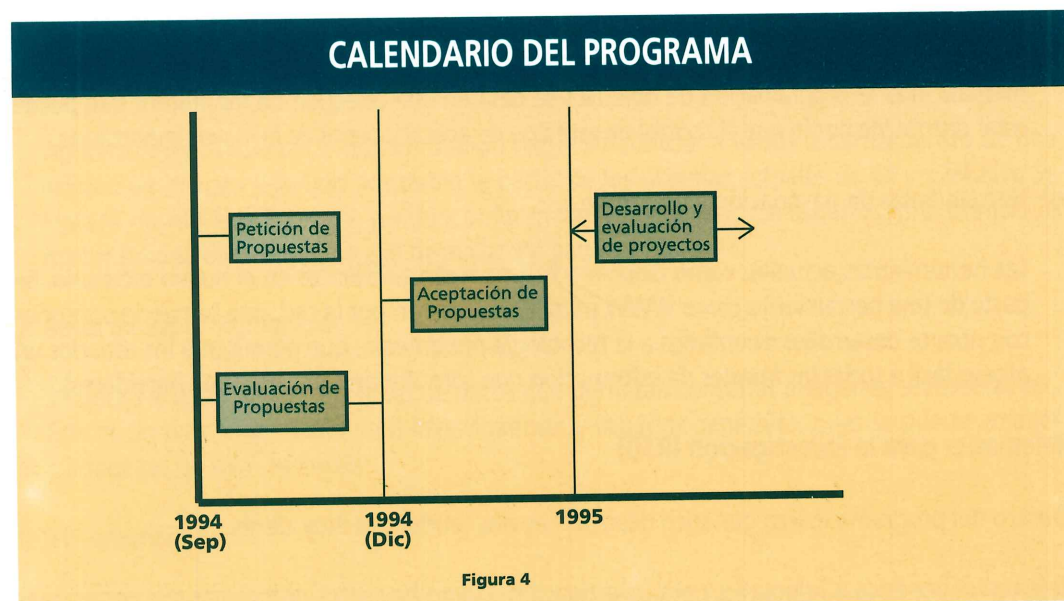 CALENDARIO DEL PROGRAMA
Petición de
Propuestas
Desarrollo y
evaluación
de proyectos
Aceptación de
Propuestas
Evaluación de
Propuestas
1994
(Sep)
1994
(Dic)
1995
Figura 4